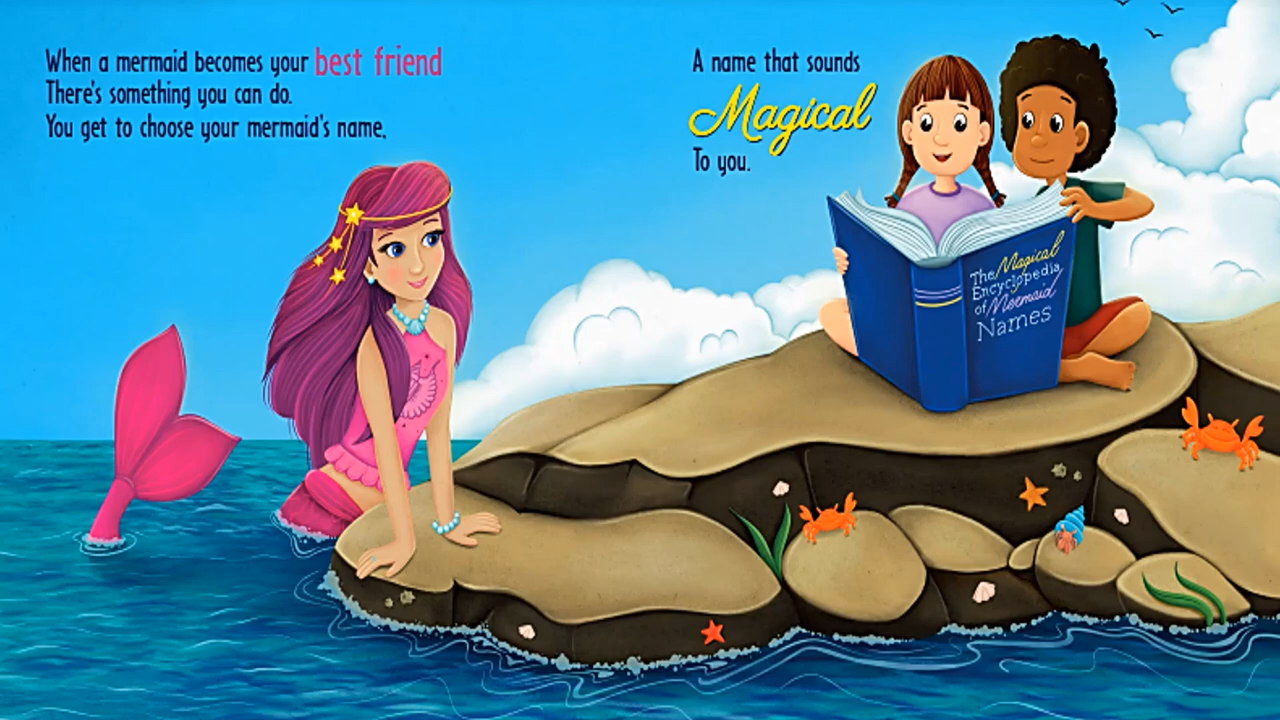 When a mermaid becomes your best friend
There's something you can do.
You get to choose your mermaid's name,
A name that sounds
Magical
To you.
The Magical
Encyclopedia
of Mermaid
Names